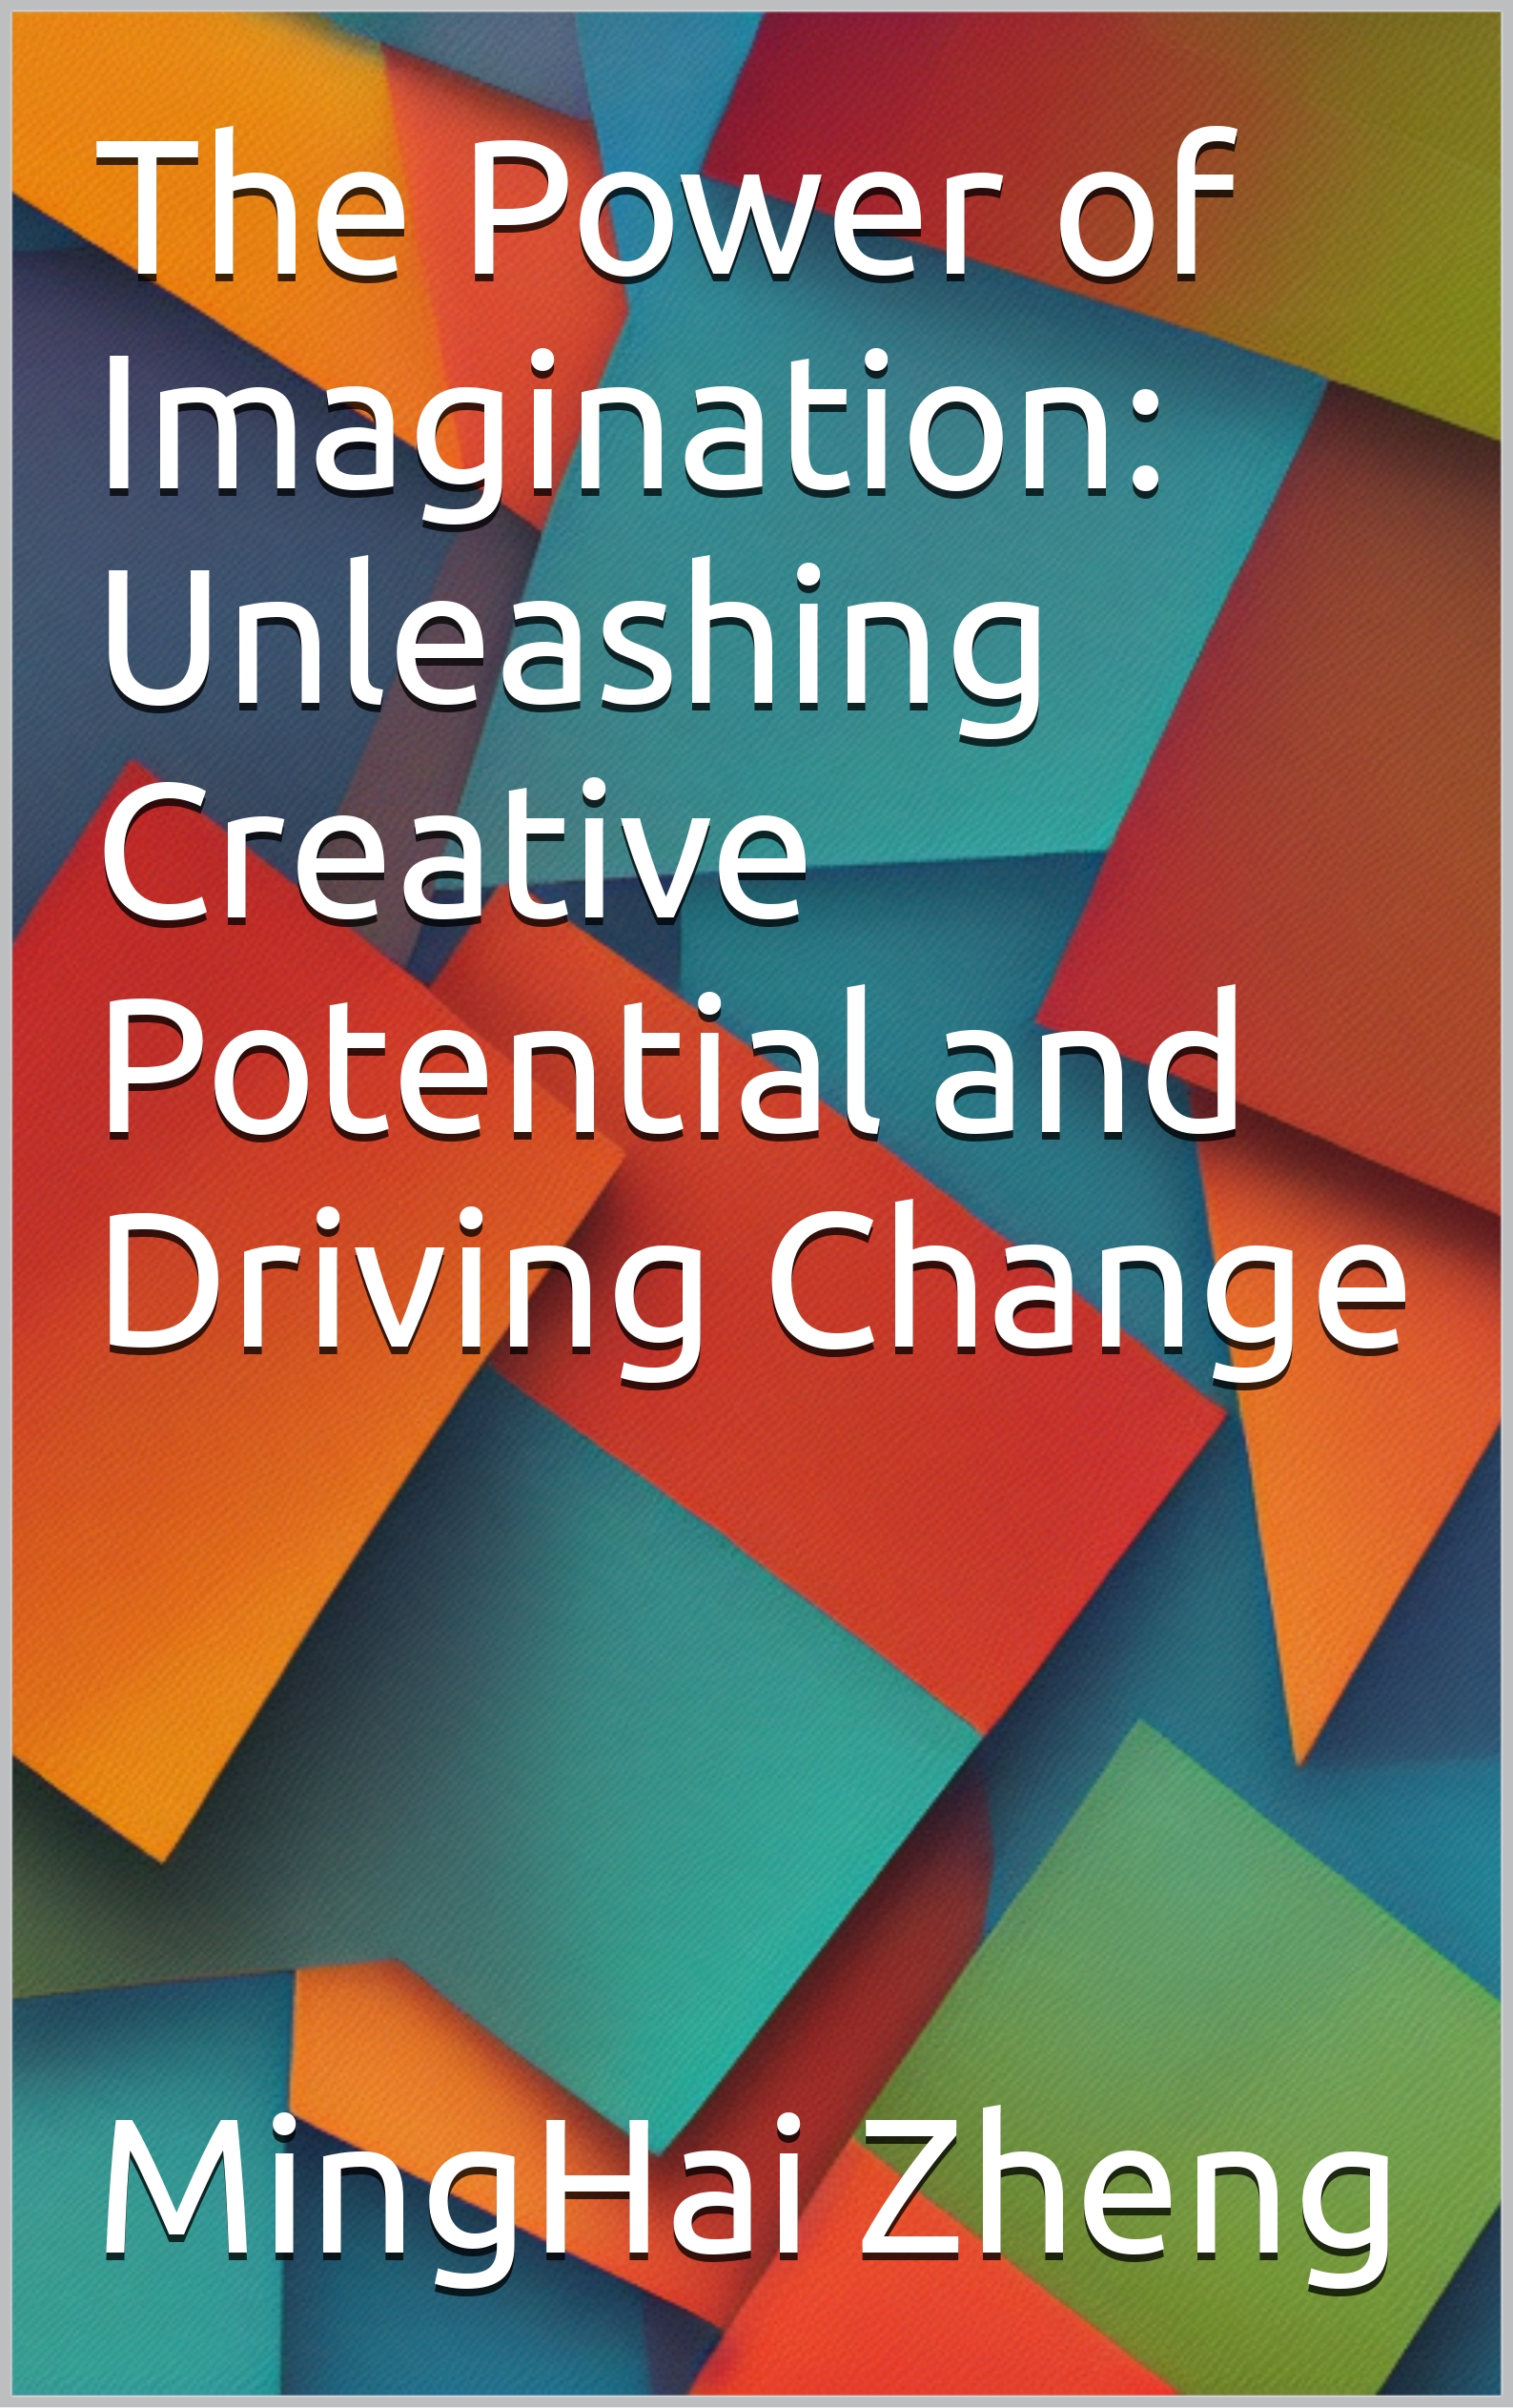 The Power of
Imagination:
Unleashing
Creative
Potential and
Driving Change
MingHai Zheng